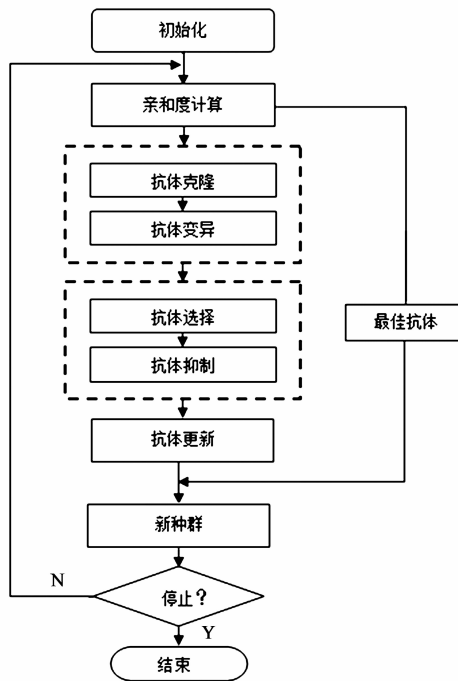 初始化
亲和度计算
抗体克隆
抗体变异
抗体选择
最佳抗体
抗体抑制
抗体更新
新种群
N
停止？
Y
结束